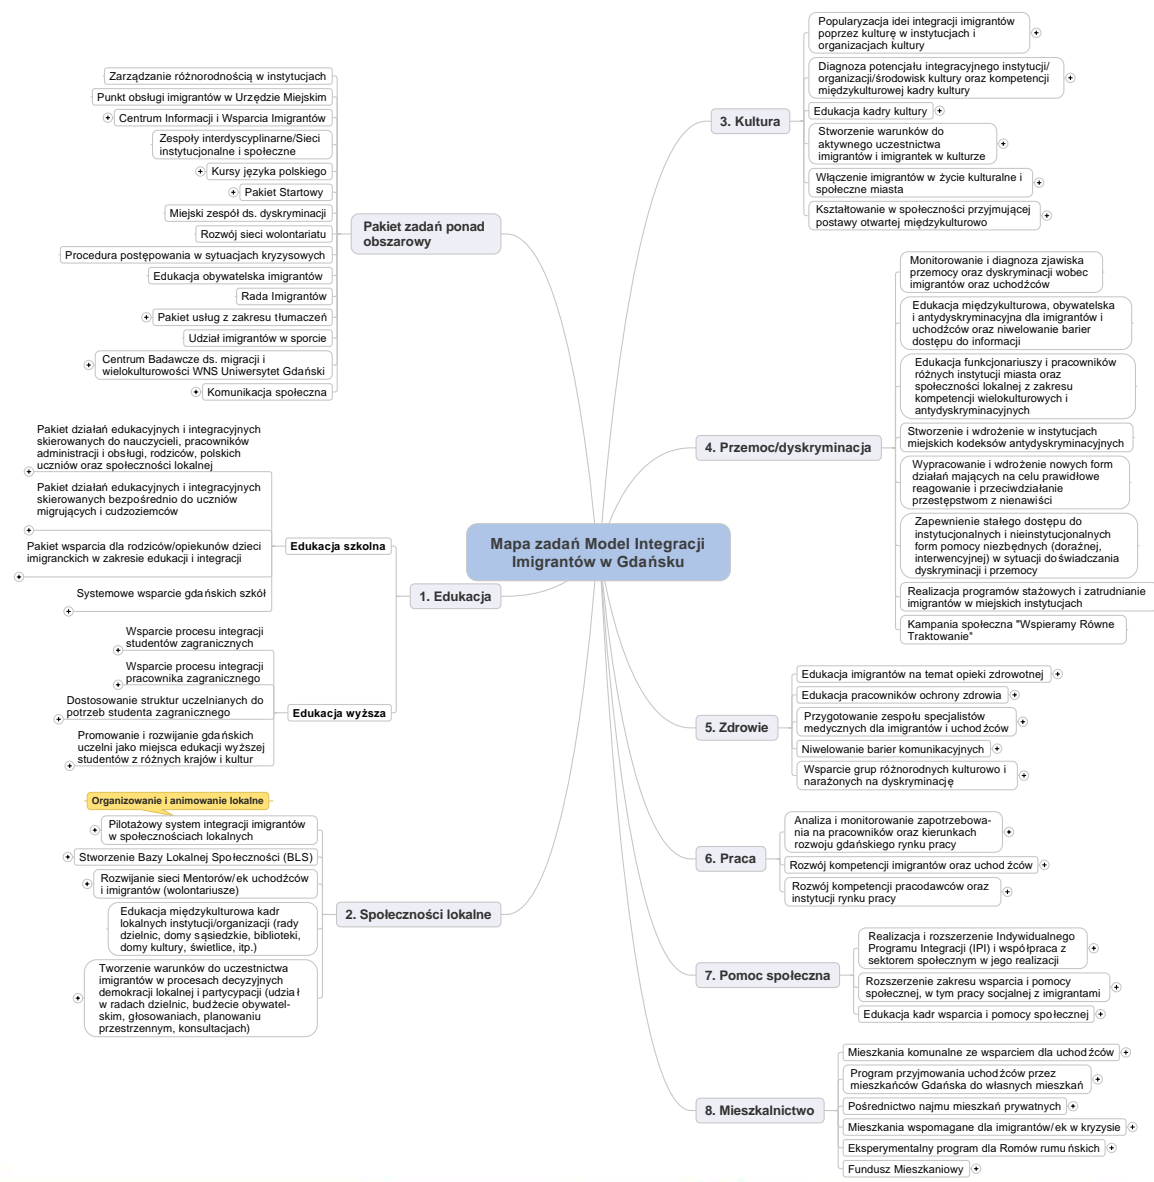 Mapa zadań Model Integracji
Imigrantów w Gdańsku
Pakiet zadań ponad
obszarowy
Zarządzanie różnorodnością w instytucjach
Punkt obsługi imigrantów w Urzędzie Miejskim
Centrum Informacji i Wsparcia Imigrantów
Zespoły interdyscyplinarne/Sieci
instytucjonalne i społeczne
Kursy języka polskiego
Pakiet Startowy
Miejski zespół ds. dyskryminacji
Rozwój sieci wolontariatu
Procedura postępowania w sytuacjach kryzysowych
Edukacja obywatelska imigrantów
Rada Imigrantów
Pakiet usług z zakresu tłumaczeń
Udział imigrantów w sporcie
Centrum Badawcze ds. migracji i
wielokulturowości WNS Uniwersytet Gdański
Komunikacja społeczna
1. Edukacja
Edukacja szkolna
Pakiet działań edukacyjnych i integracyjnych
skierowanych do nauczycieli, pracowników
administracji i obsługi, rodziców, polskich
uczniów oraz społeczności lokalnej
Pakiet działań edukacyjnych i integracyjnych
skierowanych bezpośrednio do uczniów
migrujących i cudzoziemców
Pakiet wsparcia dla rodziców/opiekunów dzieci
imigranckich w zakresie edukacji i integracji
Systemowe wsparcie gdańskich szkół
Edukacja wyższa
Wsparcie procesu integracji
studentów zagranicznych
Wsparcie procesu integracji
pracownika zagranicznego
Dostosowanie struktur uczelnianych do
potrzeb studenta zagranicznego
Promowanie i rozwijanie gdańskich
uczelni jako miejsca edukacji wyższej
studentów z różnych krajów i kultur
2. Społeczności lokalne
Organizowanie i animowanie lokalne
Pilotażowy system integracji imigrantów
w społecznościach lokalnych
Stworzenie Bazy Lokalnej Społeczności (BLS)
Rozwijanie sieci Mentorów/ek uchodźców
i imigrantów (wolontariusze)
Edukacja międzykulturowa kadr
lokalnych instytucji/organizacji (rady
dzielnic, domy sąsiedzkie, biblioteki,
domy kultury, świetlice, itp.)
Tworzenie warunków do uczestnictwa
imigrantów w procesach decyzyjnych
demokracji lokalnej i partycypacji (udział
w radach dzielnic, budżecie obywatel-
skim, głosowaniach, planowaniu
przestrzennym, konsultacjach)
3. Kultura
Popularyzacja idei integracji imigrantów
poprzez kulturę w instytucjach i
organizacjach kultury
Diagnoza potencjału integracyjnego instytucji/
organizacji/środowisk kultury oraz kompetencji
międzykulturowej kadry kultury
Edukacja kadry kultury
Stworzenie warunków do
aktywnego uczestnictwa
imigrantów i imigrantek w kulturze
Włączenie imigrantów w życie kulturalne i
społeczne miasta
Kształtowanie w społeczności przyjmującej
postawy otwartej międzykulturowo
4. Przemoc/dyskryminacja
Monitorowanie i diagnoza zjawiska
przemocy oraz dyskryminacji wobec
imigrantów oraz uchodźców
Edukacja międzykulturowa, obywatelska
i antydyskryminacyjna dla imigrantów i
uchodźców oraz niwelowanie barier
dostępu do informacji
Edukacja funkcjonariuszy i pracowników
różnych instytucji miasta oraz
społeczności lokalnej z zakresu
kompetencji wielokulturowych i
antydyskryminacyjnych
Stworzenie i wdrożenie w instytucjach
miejskich kodeksów antydyskryminacyjnych
Wypracowanie i wdrożenie nowych form
działań mających na celu prawidłowe
reagowanie i przeciwdziałanie
przestępstwom z nienawiści
Zapewnienie stałego dostępu do
instytucjonalnych i nieinstytucjonalnych
form pomocy niezbędnych (doraźnej,
interwencyjnej) w sytuacji doświadczania
dyskryminacji i przemocy
Realizacja programów stażowych i zatrudnianie
imigrantów w miejskich instytucjach
Kampania społeczna "Wspieramy Równe
Traktowanie"
5. Zdrowie
Edukacja imigrantów na temat opieki zdrowotnej
Edukacja pracowników ochrony zdrowia
Przygotowanie zespołu specjalistów
medycznych dla imigrantów i uchodźców
Niwelowanie barier komunikacyjnych
Wsparcie grup różnorodnych kulturowo i
narażonych na dyskryminację
6. Praca
Analiza i monitorowanie zapotrzebowa-
nia na pracowników oraz kierunkach
rozwoju gdańskiego rynku pracy
Rozwój kompetencji imigrantów oraz uchodźców
Rozwój kompetencji pracodawców oraz
instytucji rynku pracy
7. Pomoc społeczna
Realizacja i rozszerzenie Indywidualnego
Programu Integracji (IPI) i współpraca z
sektorem społecznym w jego realizacji
Rozszerzenie zakresu wsparcia i pomocy
społecznej, w tym pracy socjalnej z imigrantami
Edukacja kadr wsparcia i pomocy społecznej
8. Mieszkalnictwo
Mieszkania komunalne ze wsparciem dla uchodźców
Program przyjmowania uchodźców przez
mieszkańców Gdańska do własnych mieszkań
Pośrednictwo najmu mieszkań prywatnych
Mieszkania wspomagane dla imigrantów/ek w kryzysie
Eksperymentalny program dla Romów rumuńskich
Fundusz Mieszkaniowy